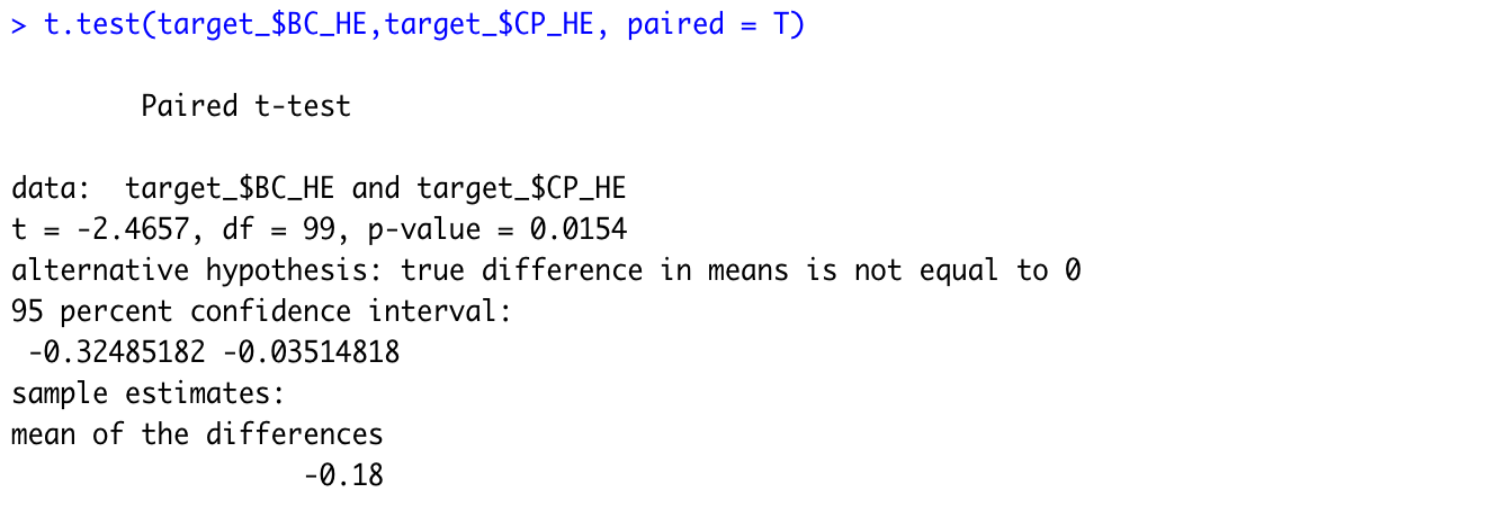 > t.test(target_$BC_HE,target_$CP_HE, paired = T)
Paired t-test
data:  target_$BC_HE and target_$CP_HE
t = -2.4657, df = 99, p-value = 0.0154
alternative hypothesis: true difference in means is not equal to 0
95 percent confidence interval:
-0.32485182 -0.03514818
sample estimates:
mean of the differences
-0.18